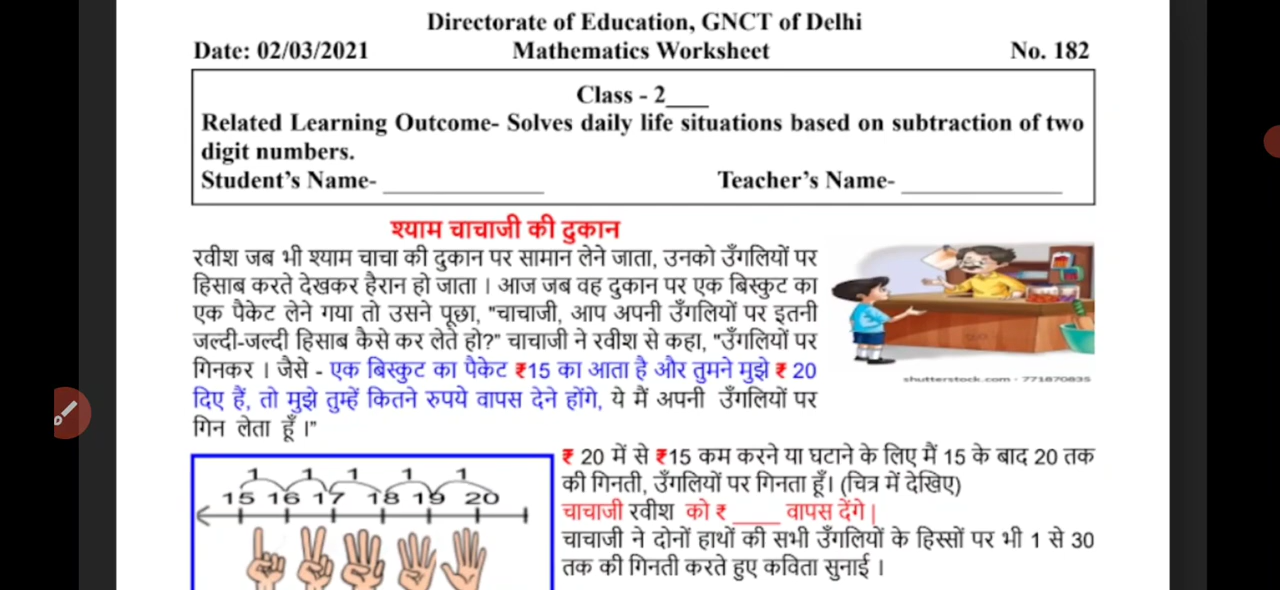 Directorate of Education, GNCT of Delhi
Date: 02/03/2021 Mathematics Worksheet No. 182
Class - 2___
Related Learning Outcome- Solves daily life situations based on subtraction of two
digit numbers.
Student's Name- ______________ Teacher's Name- ______________
श्याम चाचाजी की दुकान
रवीश जब भी श्याम चाचा की दुकान पर सामान लेने जाता, उनको उँगलियों पर
हिसाब करते देखकर हैरान हो जाता । आज जब वह दुकान पर एक बिस्कुट का
एक पैकेट लेने गया तो उसने पूछा, "चाचाजी, आप अपनी उँगलियों पर इतनी
जल्दी-जल्दी हिसाब कैसे कर लेते हो?" चाचाजी ने रवीश से कहा, "उँगलियों पर
गिनकर । जैसे - एक बिस्कुट का पैकेट ₹15 का आता है और तुमने मुझे ₹ 20
दिए हैं, तो मुझे तुम्हें कितने रुपये वापस देने होंगे, ये मैं अपनी उँगलियों पर
गिन लेता हूँ ।"
shutterstock.com · 771870835
₹ 20 में से ₹15 कम करने या घटाने के लिए मैं 15 के बाद 20 तक
की गिनती, उँगलियों पर गिनता हूँ। (चित्र में देखिए)
चाचाजी रवीश को ₹ ____ वापस देंगे |
चाचाजी ने दोनों हाथों की सभी उँगलियों के हिस्सों पर भी 1 से 30
तक की गिनती करते हुए कविता सुनाई ।
1 1 1 1 1
15 16 17 18 19 20